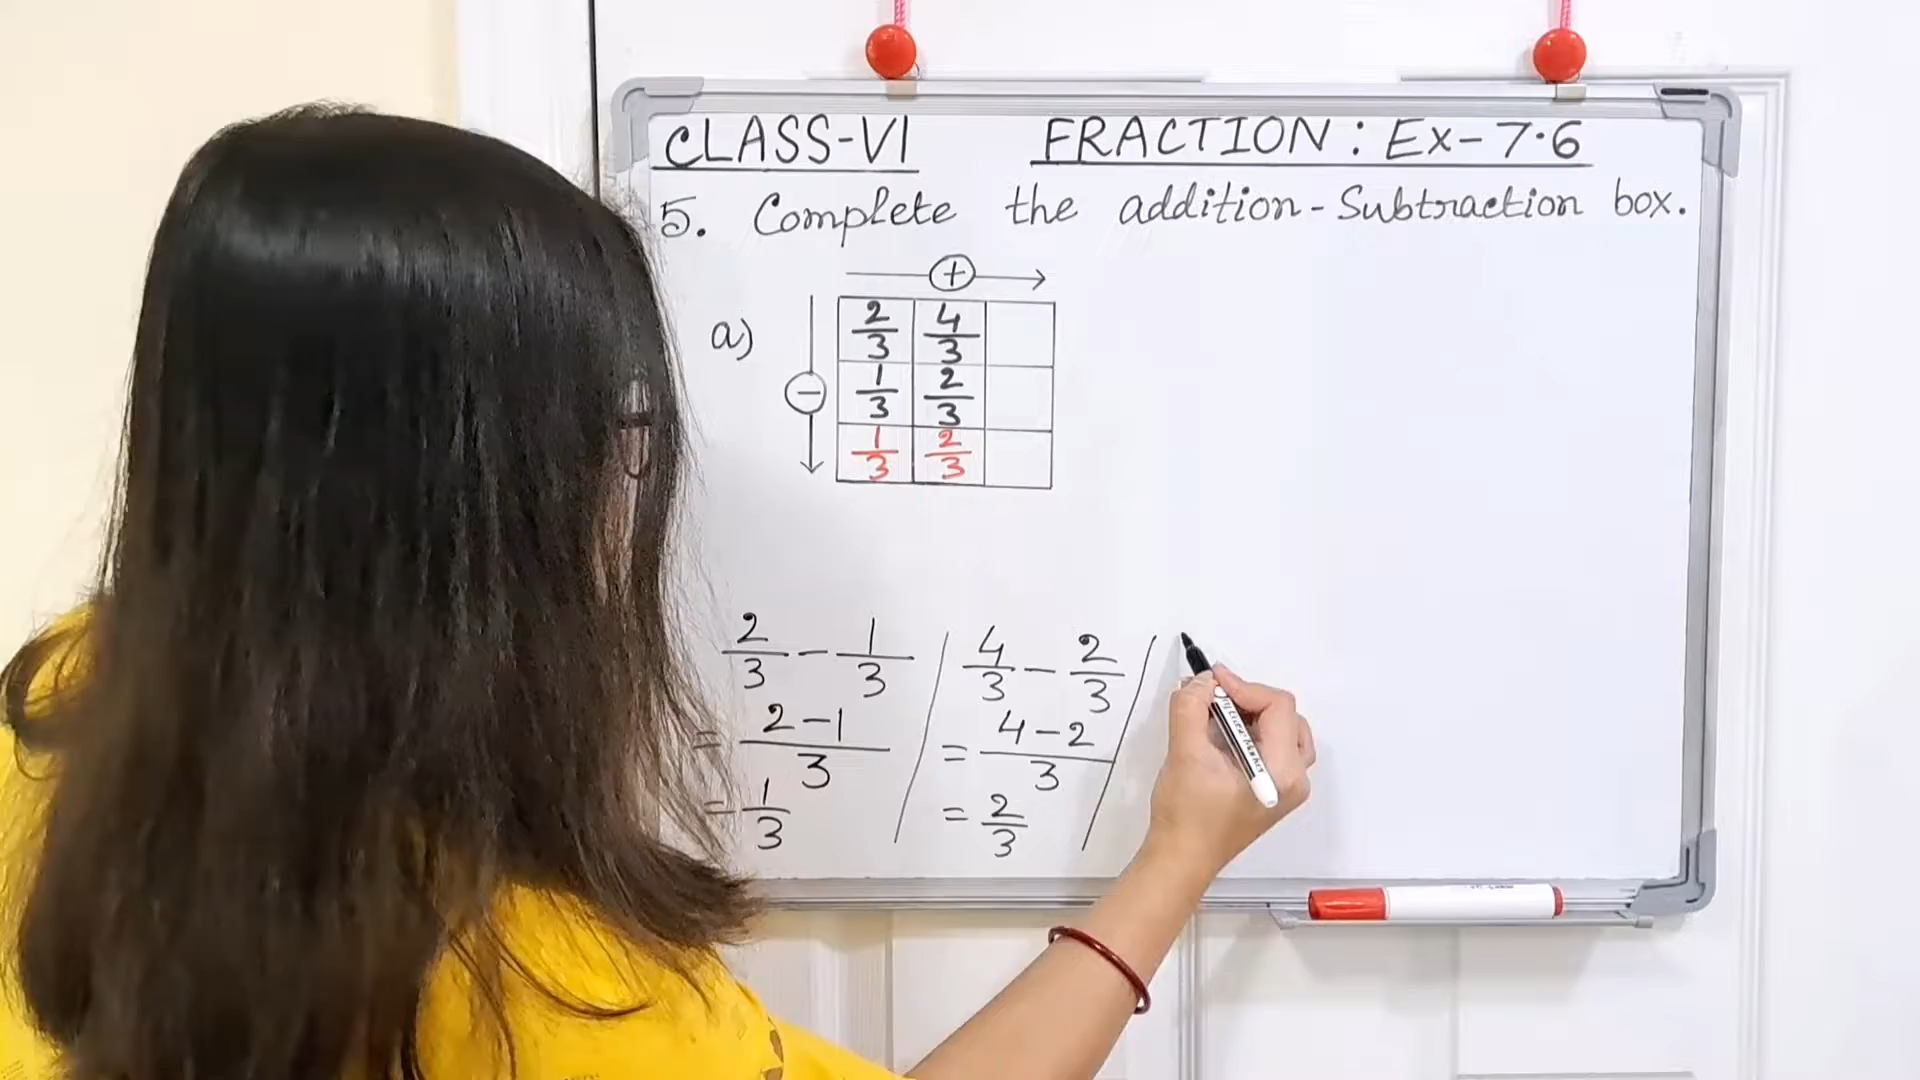 CLASS-VI FRACTION : Ex-7.6
5. Complete the addition-Subtraction box.
+
a)
−
2/3 4/3
1/3 2/3
1/3 2/3
2/3 − 1/3 / 4/3 − 2/3 /
= (2−1)/3 = (4−2)/3
= 1/3 = 2/3